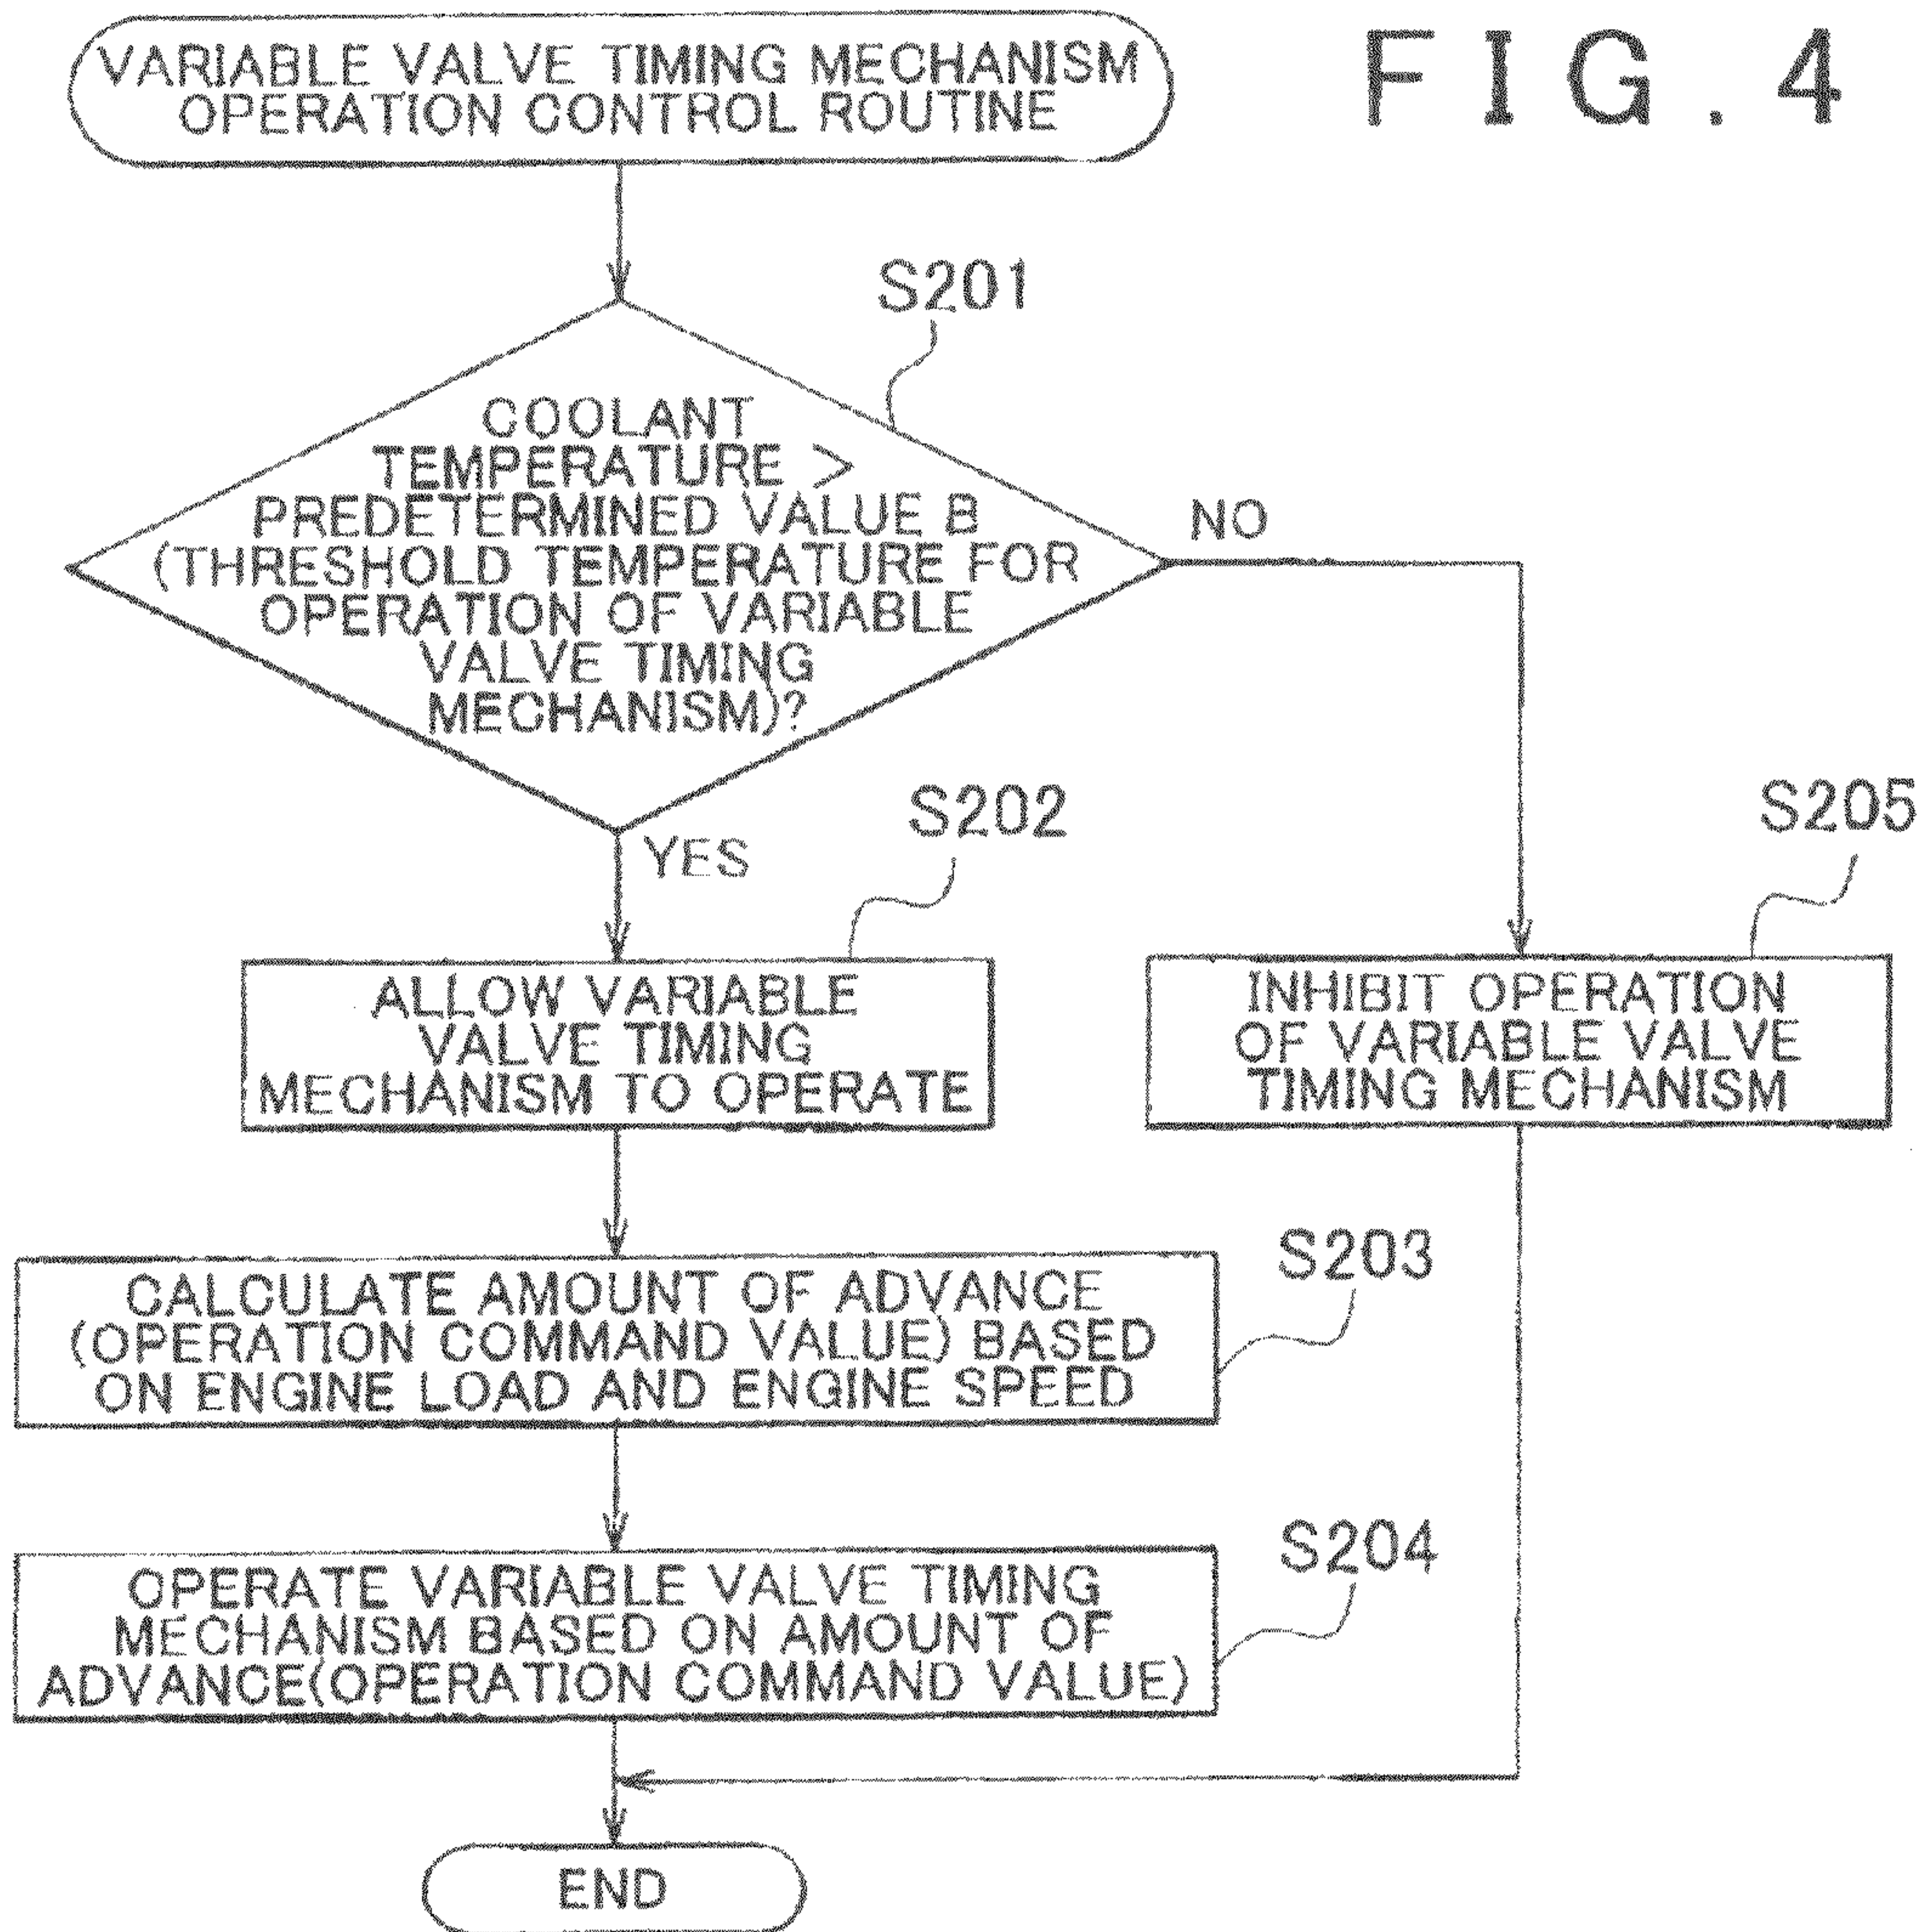 FIG. 4
VARIABLE VALVE TIMING MECHANISM
OPERATION CONTROL ROUTINE
S201
COOLANT
TEMPERATURE >
PREDETERMINED VALUE B
(THRESHOLD TEMPERATURE FOR
OPERATION OF VARIABLE
VALVE TIMING
MECHANISM)?
NO
YES
S202
ALLOW VARIABLE
VALVE TIMING
MECHANISM TO OPERATE
S205
INHIBIT OPERATION
OF VARIABLE VALVE
TIMING MECHANISM
S203
CALCULATE AMOUNT OF ADVANCE
(OPERATION COMMAND VALUE) BASED
ON ENGINE LOAD AND ENGINE SPEED
S204
OPERATE VARIABLE VALVE TIMING
MECHANISM BASED ON AMOUNT OF
ADVANCE(OPERATION COMMAND VALUE)
END